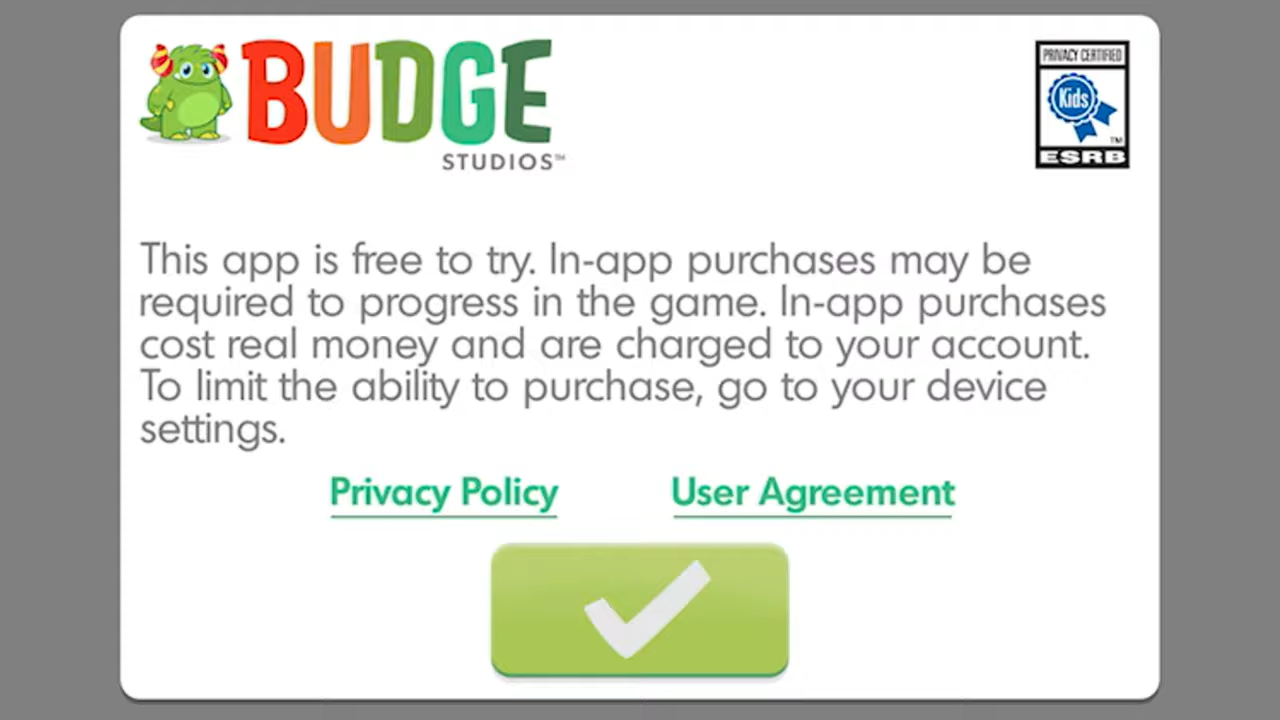 BUDGE
STUDIOS™
PRIVACY CERTIFIED
Kids
™
ESRB
This app is free to try. In-app purchases may be
required to progress in the game. In-app purchases
cost real money and are charged to your account.
To limit the ability to purchase, go to your device
settings.
Privacy Policy
User Agreement